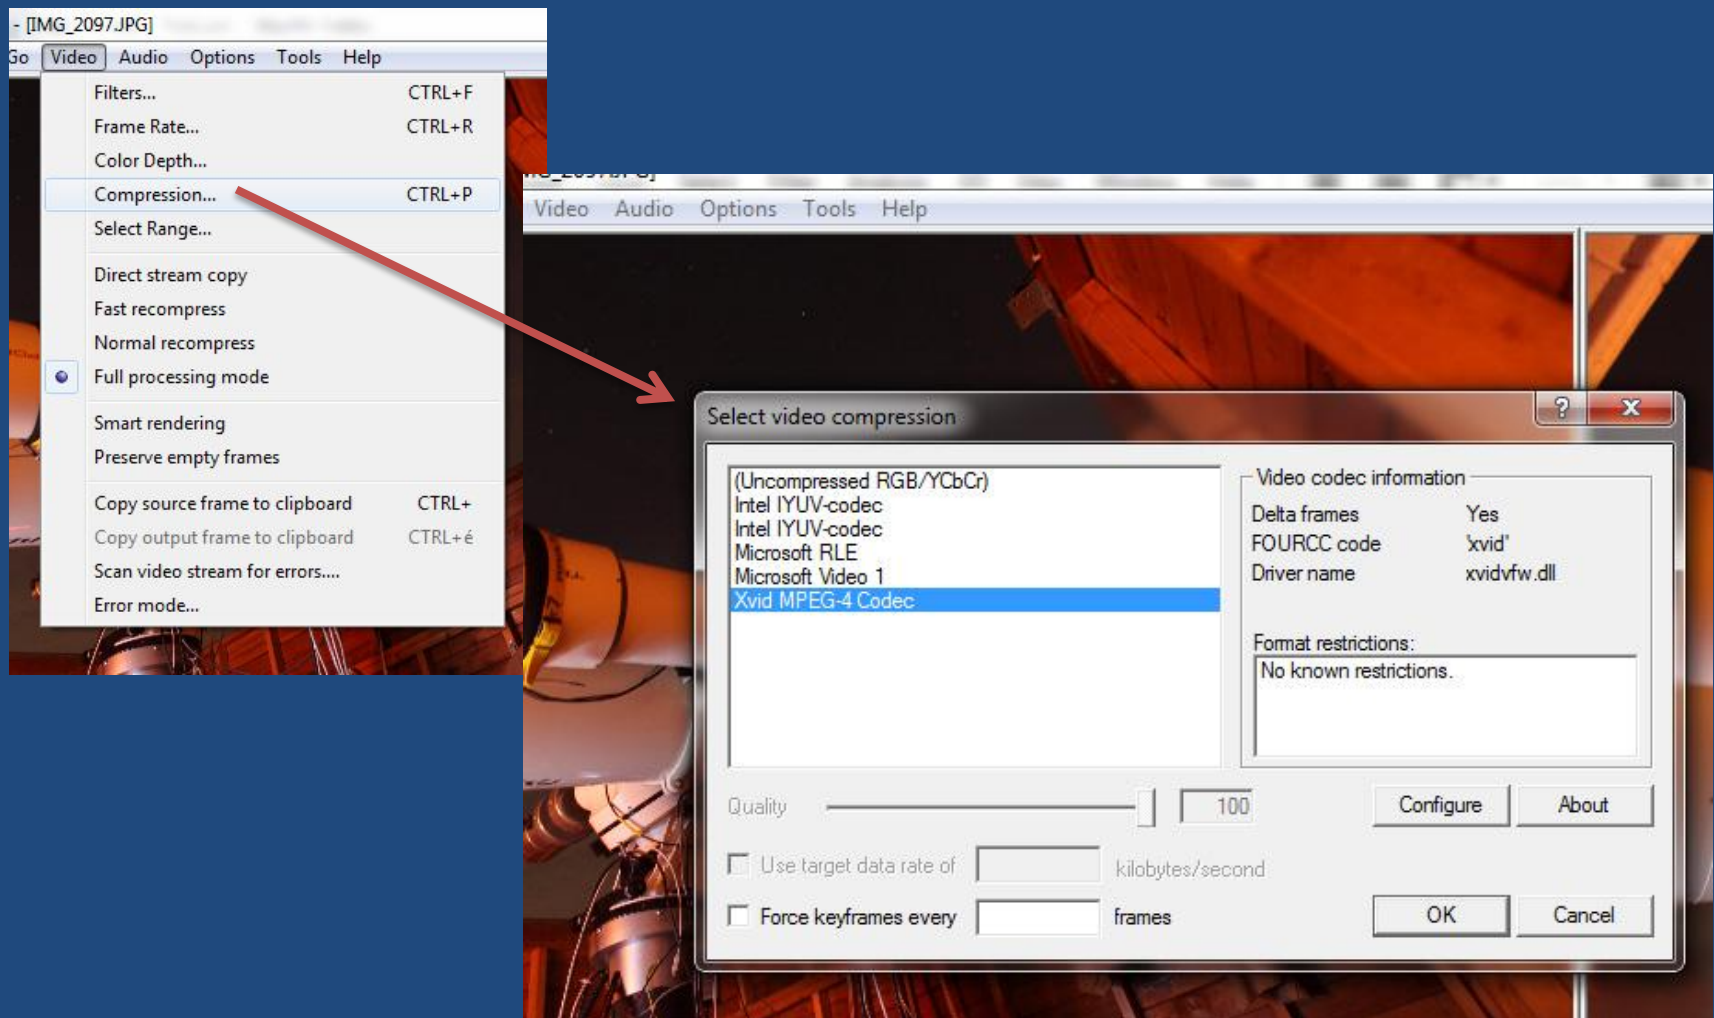 - [IMG_2097.JPG]
Go Video Audio Options Tools Help
Filters... CTRL+F
Frame Rate... CTRL+R
Color Depth...
Compression... CTRL+P
Select Range...
Direct stream copy
Fast recompress
Normal recompress
Full processing mode
Smart rendering
Preserve empty frames
Copy source frame to clipboard CTRL+
Copy output frame to clipboard CTRL+é
Scan video stream for errors....
Error mode...
Video Audio Options Tools Help
Select video compression
(Uncompressed RGB/YCbCr)
Intel IYUV-codec
Intel IYUV-codec
Microsoft RLE
Microsoft Video 1
Xvid MPEG-4 Codec
Video codec information
Delta frames Yes
FOURCC code 'xvid'
Driver name xvidvfw.dll
Format restrictions:
No known restrictions.
Quality 100
Configure About
Use target data rate of kilobytes/second
Force keyframes every frames
OK Cancel